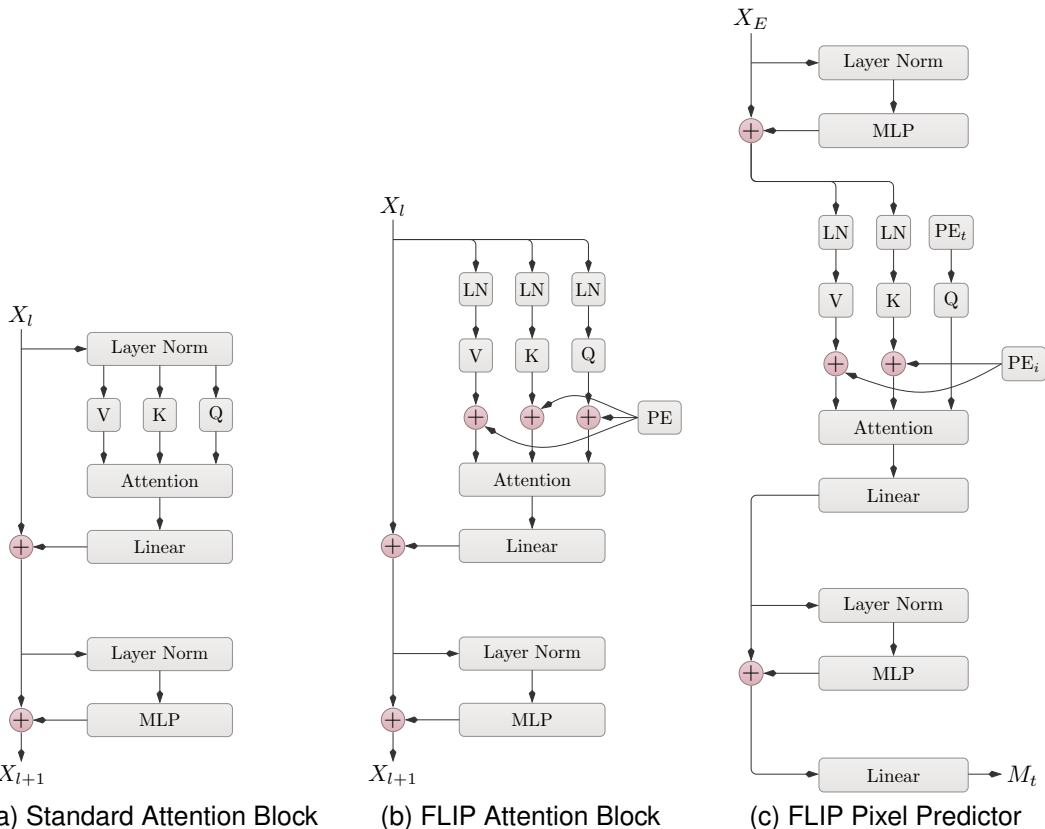 X_l
Layer Norm
V K Q
Attention
+ Linear
Layer Norm
+ MLP
X_{l+1}
a) Standard Attention Block
X_l
LN LN LN
V K Q
+ + + PE
Attention
+ Linear
Layer Norm
+ MLP
X_{l+1}
(b) FLIP Attention Block
X_E
Layer Norm
+ MLP
LN LN PE_t
V K Q
+ + PE_i
Attention
Linear
Layer Norm
+ MLP
Linear M_t
(c) FLIP Pixel Predictor